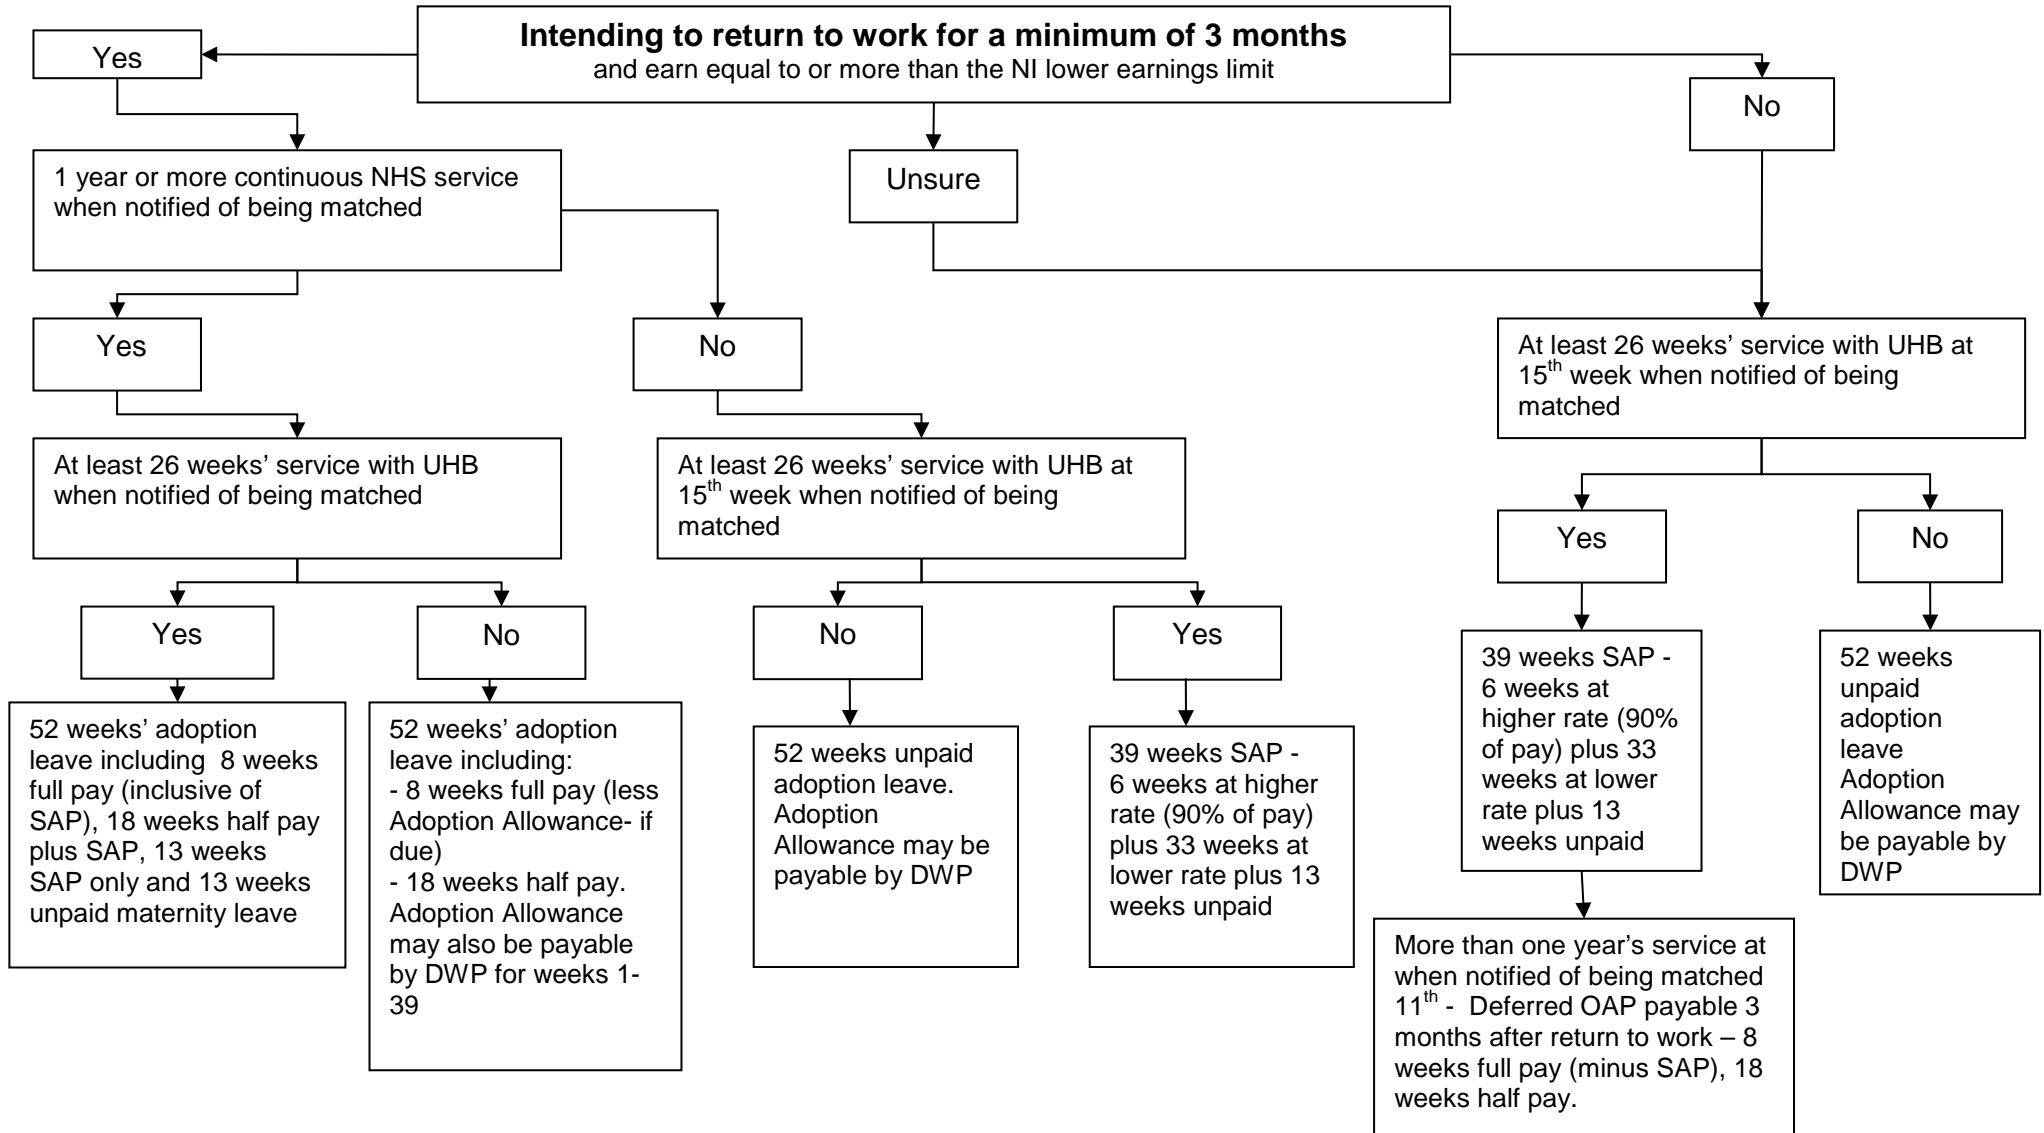 Intending to return to work for a minimum of 3 months
and earn equal to or more than the NI lower earnings limit
Yes
No
Unsure
1 year or more continuous NHS service
when notified of being matched
Yes
No
At least 26 weeks’ service with UHB at
15th week when notified of being
matched
At least 26 weeks’ service with UHB
when notified of being matched
At least 26 weeks’ service with UHB at
15th week when notified of being
matched
Yes
No
Yes
No
No
Yes
52 weeks’ adoption
leave including  8 weeks
full pay (inclusive of
SAP), 18 weeks half pay
plus SAP, 13 weeks
SAP only and 13 weeks
unpaid maternity leave
52 weeks’ adoption
leave including:
- 8 weeks full pay (less
Adoption Allowance- if
due)
- 18 weeks half pay.
Adoption Allowance
may also be payable
by DWP for weeks 1-
39
52 weeks unpaid
adoption leave.
Adoption
Allowance may be
payable by DWP
39 weeks SAP -
6 weeks at higher
rate (90% of pay)
plus 33 weeks at
lower rate plus 13
weeks unpaid
39 weeks SAP -
6 weeks at
higher rate (90%
of pay) plus 33
weeks at lower
rate plus 13
weeks unpaid
52 weeks
unpaid
adoption
leave
Adoption
Allowance may
be payable by
DWP
More than one year’s service at
when notified of being matched
11th -  Deferred OAP payable 3
months after return to work – 8
weeks full pay (minus SAP), 18
weeks half pay.